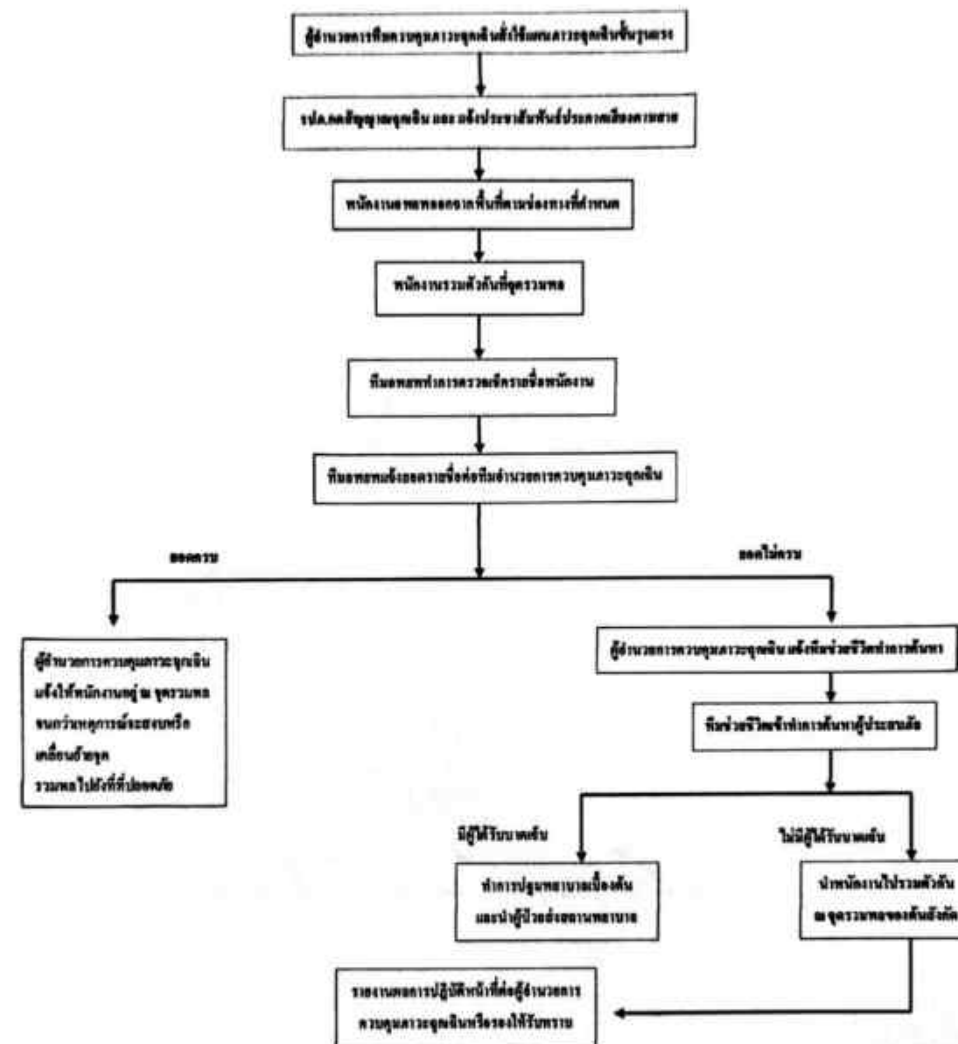 ผู้อำนวยการทีมควบคุมภาวะฉุกเฉินสั่งใช้แผนภาวะฉุกเฉินขั้นรุนแรง
รปภ.กดสัญญาณฉุกเฉิน และ แจ้งประชาสัมพันธ์ประกาศเสียงตามสาย
พนักงานอพยพออกจากพื้นที่ตามช่องทางที่กำหนด
พนักงานรวมตัวกันที่จุดรวมพล
ทีมอพยพทำการตรวจเช็ครายชื่อพนักงาน
ทีมอพยพแจ้งยอดรายชื่อต่อทีมอำนวยการควบคุมภาวะฉุกเฉิน
ยอดครบ
ยอดไม่ครบ
ผู้อำนวยการควบคุมภาวะฉุกเฉิน
แจ้งให้พนักงานอยู่ ณ จุดรวมพล
จนกว่าเหตุการณ์จะสงบหรือ
เคลื่อนย้ายจุด
รวมพลไปยังที่ที่ปลอดภัย
ผู้อำนวยการควบคุมภาวะฉุกเฉิน แจ้งทีมช่วยชีวิตทำการค้นหา
ทีมช่วยชีวิตเข้าทำการค้นหาผู้ประสบภัย
มีผู้ได้รับบาดเจ็บ
ไม่มีผู้ได้รับบาดเจ็บ
ทำการปฐมพยาบาลเบื้องต้น
และนำผู้ป่วยส่งสถานพยาบาล
นำพนักงานไปรวมตัวกัน
ณ จุดรวมพลของต้นสังกัด
รายงานผลการปฏิบัติหน้าที่ต่อผู้อำนวยการ
ควบคุมภาวะฉุกเฉินหรือรองให้รับทราบ